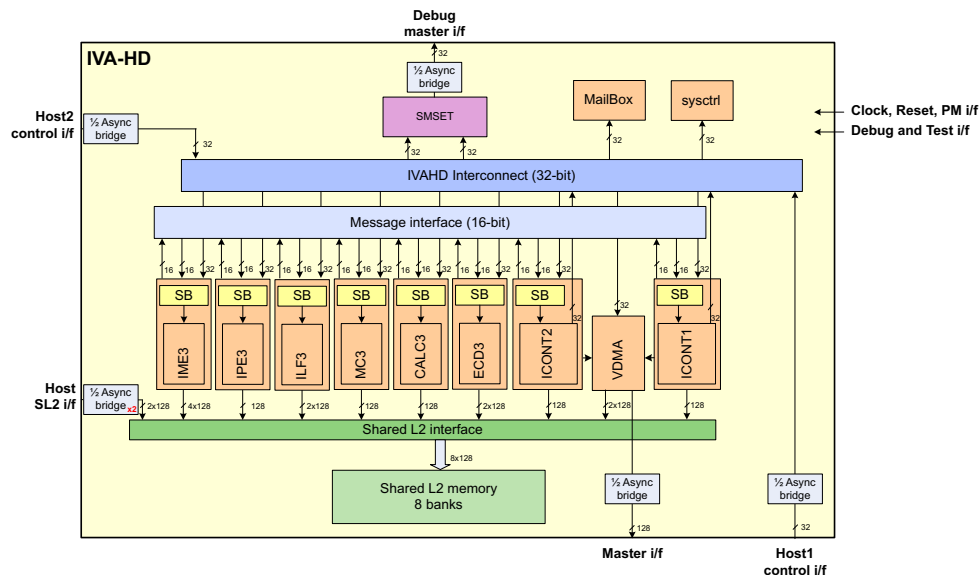 Debug
master i/f
IVA-HD
32
½ Async
bridge
MailBox
sysctrl
SMSET
Clock, Reset, PM i/f
Debug and Test i/f
Host2
control i/f
½ Async
bridge
32
32
32
32
32
IVAHD Interconnect (32-bit)
Message interface (16-bit)
16
16
32
16
16
32
16
16
32
16
16
32
16
16
32
16
16
32
16
16
32
32
16
16
32
SB
SB
SB
SB
SB
SB
SB
SB
32
32
IME3
IPE3
ILF3
MC3
CALC3
ECD3
ICONT2
VDMA
ICONT1
Host
SL2 i/f
½ Async
bridge
x2
2x128
4x128
128
2x128
128
128
2x128
128
2x128
128
Shared L2 interface
8x128
Shared L2 memory
8 banks
½ Async
bridge
½ Async
bridge
128
32
Master i/f
Host1
control i/f